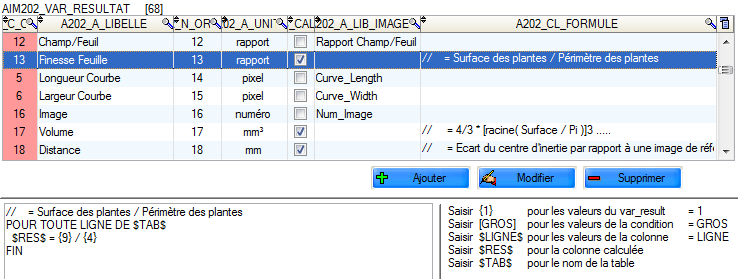 AIM202_VAR_RESULTAT [68]
C_C A202_A_LIBELLE _N_OR 02_A_UNIT CAL 202_A_LIB_IMAGE A202_CL_FORMULE
12 Champ/Feuil 12 rapport Rapport Champ/Feuil
13 Finesse Feuille 13 rapport // = Surface des plantes / Périmètre des plantes
5 Longueur Courbe 14 pixel Curve_Length
6 Largeur Courbe 15 pixel Curve_Width
16 Image 16 numéro Num_Image
17 Volume 17 mm³ // = 4/3 * [racine( Surface / Pi )]3 .....
18 Distance 18 mm // = Ecart du centre d'inertie par rapport à une image de réfé
Ajouter Modifier Supprimer
// = Surface des plantes / Périmètre des plantes
POUR TOUTE LIGNE DE $TAB$
$RES$ = {9} / {4}
FIN
Saisir {1} pour les valeurs du var_result = 1
Saisir [GROS] pour les valeurs de la condition = GROS
Saisir $LIGNE$ pour les valeurs de la colonne = LIGNE
Saisir $RES$ pour la colonne calculée
Saisir $TAB$ pour le nom de la table